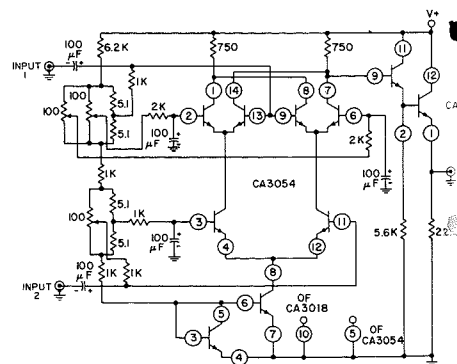 V+
6.2K
750
750
11
100 μF
INPUT 1
1K
9
12
CA
1
14
8
7
100
100
5.1
5.1
2K
2
13
9
6
100 μF
2
1
1K
2K
100 μF
CA3054
100
5.1
5.1
1K
3
11
100 μF
4
12
5.6K
22
100 μF
1K
1K
8
INPUT 2
5
6
OF CA3018
3
7
10
5
OF CA3054
4